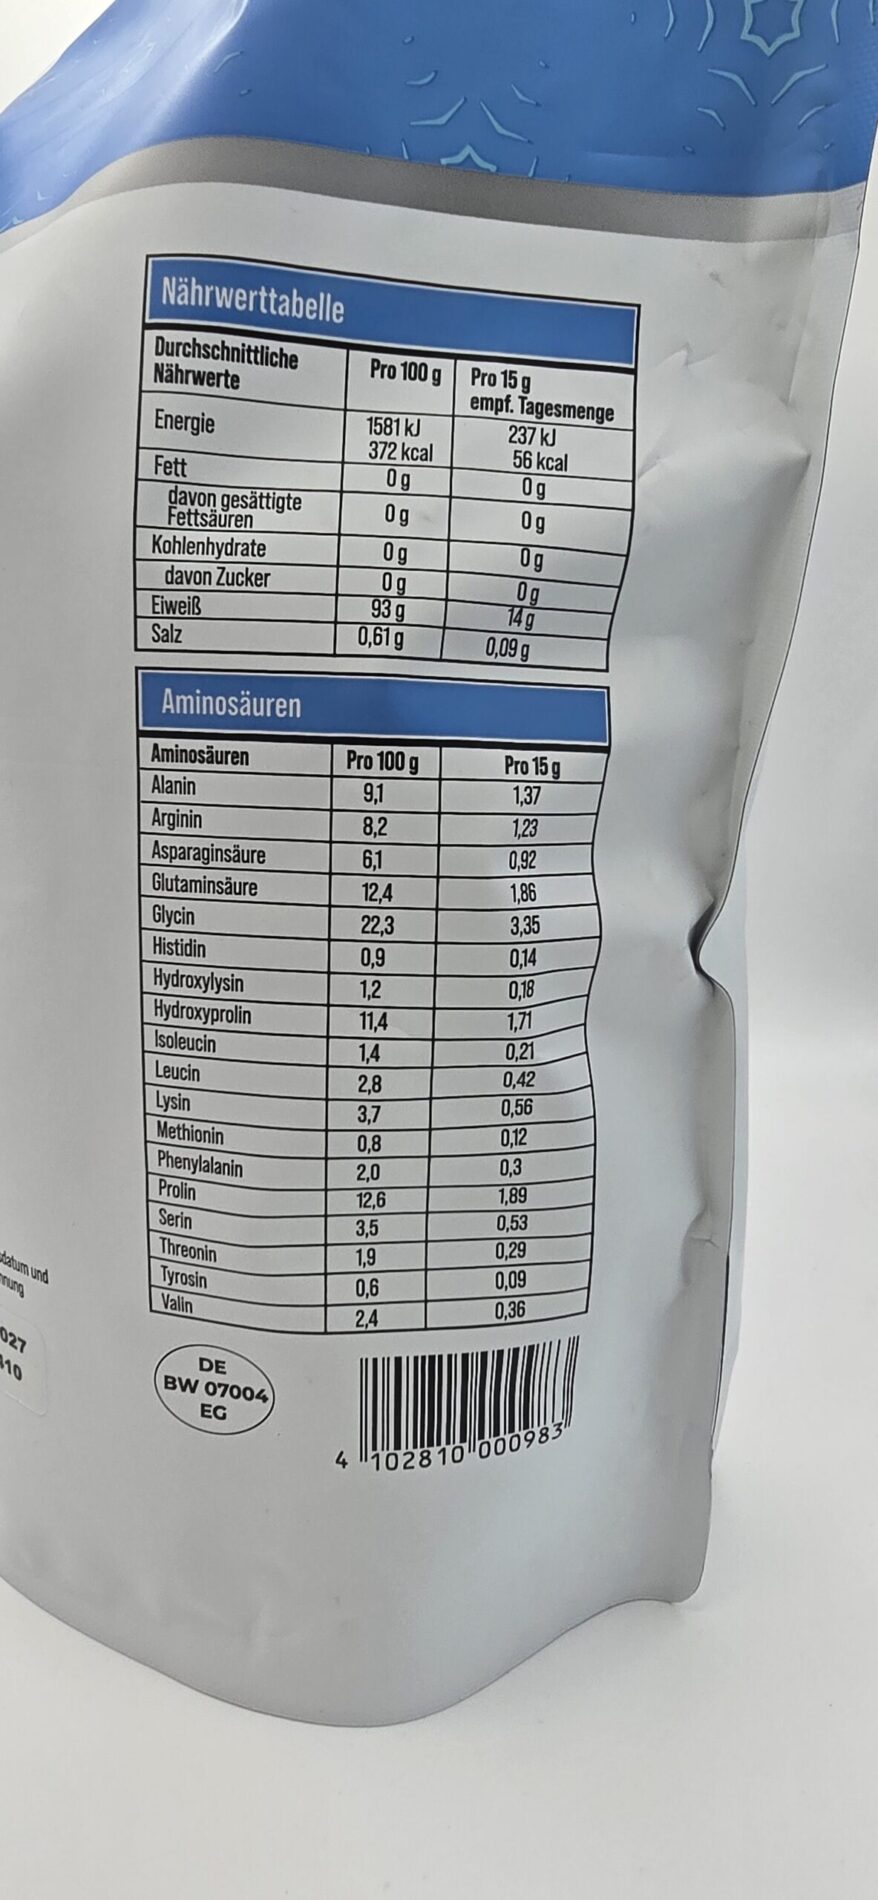 Nährwerttabelle
Durchschnittliche Nährwerte Pro 100 g Pro 15 g empf. Tagesmenge
Energie 1581 kJ 372 kcal 237 kJ 56 kcal
Fett 0 g 0 g
davon gesättigte Fettsäuren 0 g 0 g
Kohlenhydrate 0 g 0 g
davon Zucker 0 g 0 g
Eiweiß 93 g 14 g
Salz 0,61 g 0,09 g
Aminosäuren
Aminosäuren Pro 100 g Pro 15 g
Alanin 9,1 1,37
Arginin 8,2 1,23
Asparaginsäure 6,1 0,92
Glutaminsäure 12,4 1,86
Glycin 22,3 3,35
Histidin 0,9 0,14
Hydroxylysin 1,2 0,18
Hydroxyprolin 11,4 1,71
Isoleucin 1,4 0,21
Leucin 2,8 0,42
Lysin 3,7 0,56
Methionin 0,8 0,12
Phenylalanin 2,0 0,3
Prolin 12,6 1,89
Serin 3,5 0,53
Threonin 1,9 0,29
Tyrosin 0,6 0,09
Valin 2,4 0,36
und
DE
BW 07004
EG
4 102810 000983